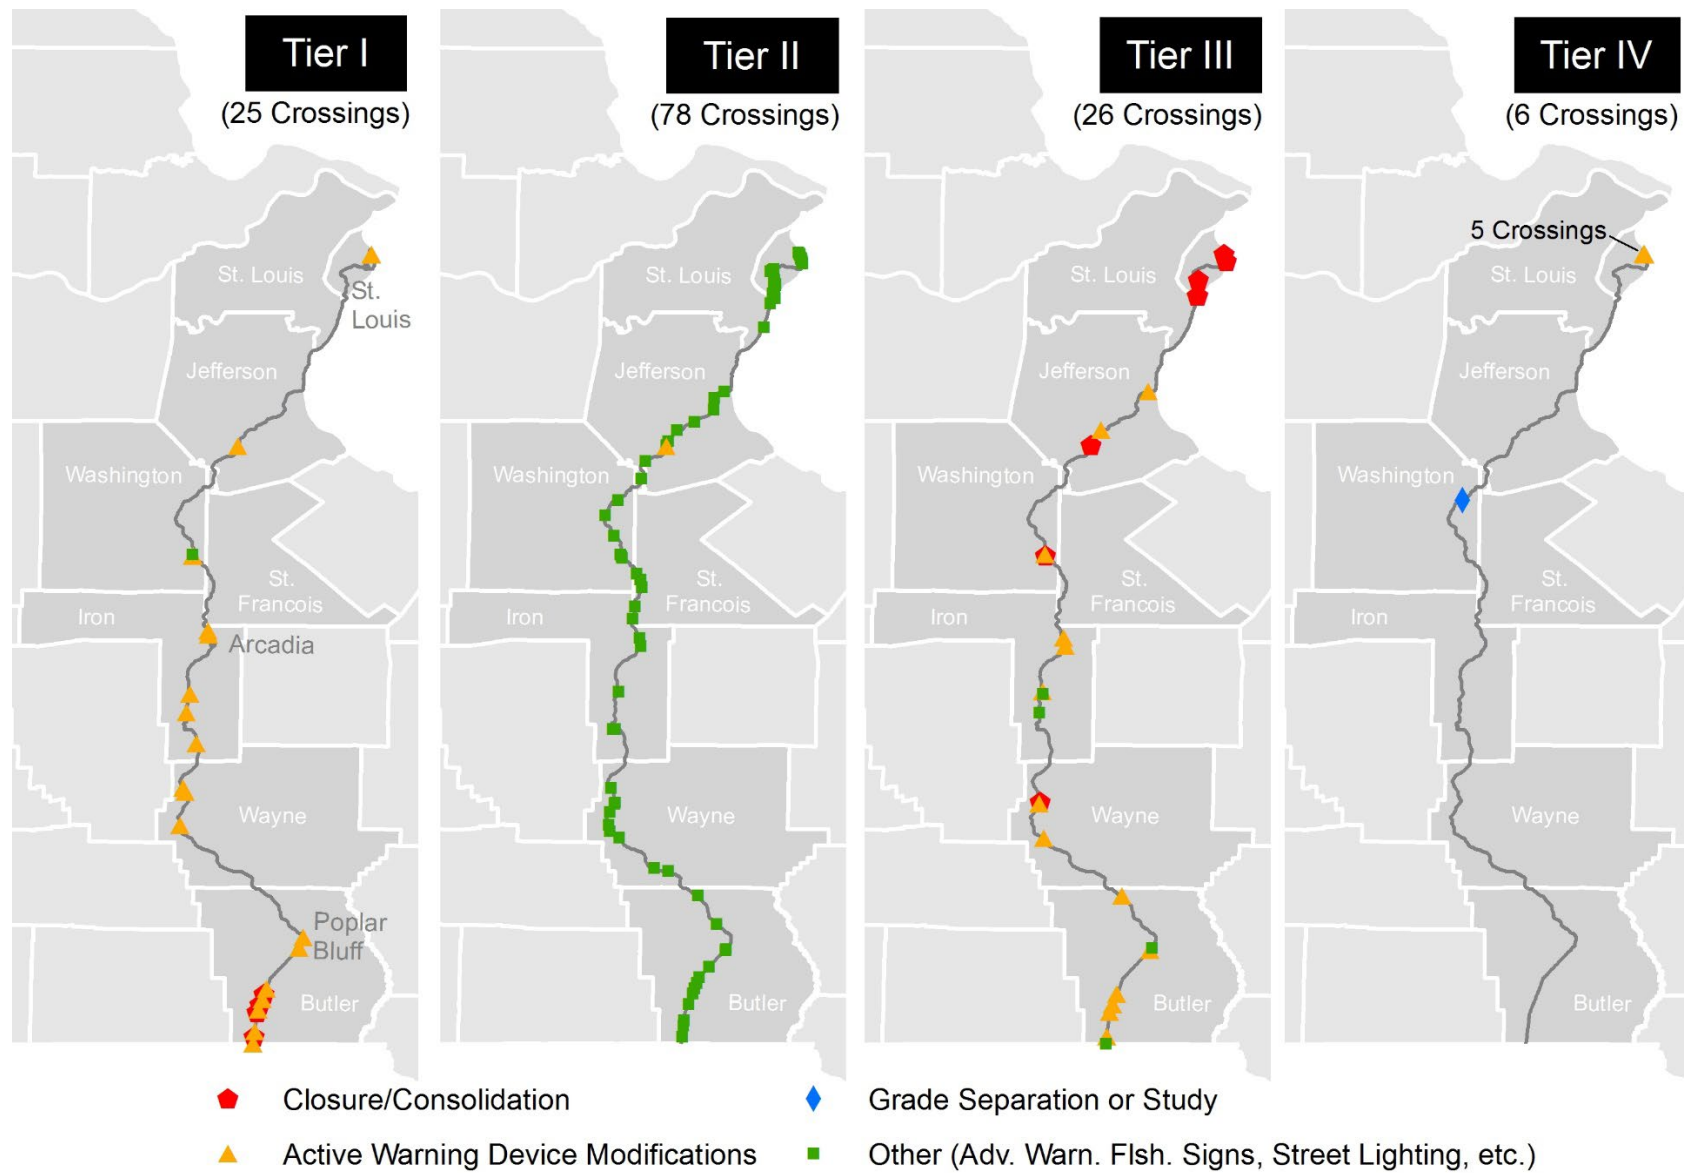 Tier I
(25 Crossings)
St. Louis
St.
Louis
Jefferson
Washington
St.
Francois
Iron
Arcadia
Wayne
Poplar
Bluff
Butler
Tier II
(78 Crossings)
St. Louis
Jefferson
Washington
St.
Francois
Iron
Wayne
Butler
Tier III
(26 Crossings)
St. Louis
Jefferson
Washington
St.
Francois
Iron
Wayne
Butler
Tier IV
(6 Crossings)
5 Crossings
St. Louis
Jefferson
Washington
St.
Francois
Iron
Wayne
Butler
Closure/Consolidation
Grade Separation or Study
Active Warning Device Modifications
Other (Adv. Warn. Flsh. Signs, Street Lighting, etc.)